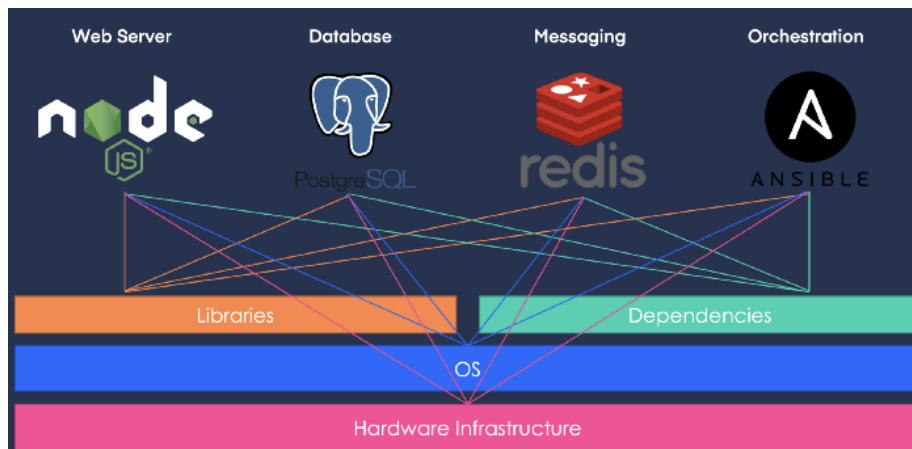 Web Server
Database
Messaging
Orchestration
node
JS
PostgreSQL
redis
A
ANSIBLE
Libraries
Dependencies
OS
Hardware Infrastructure